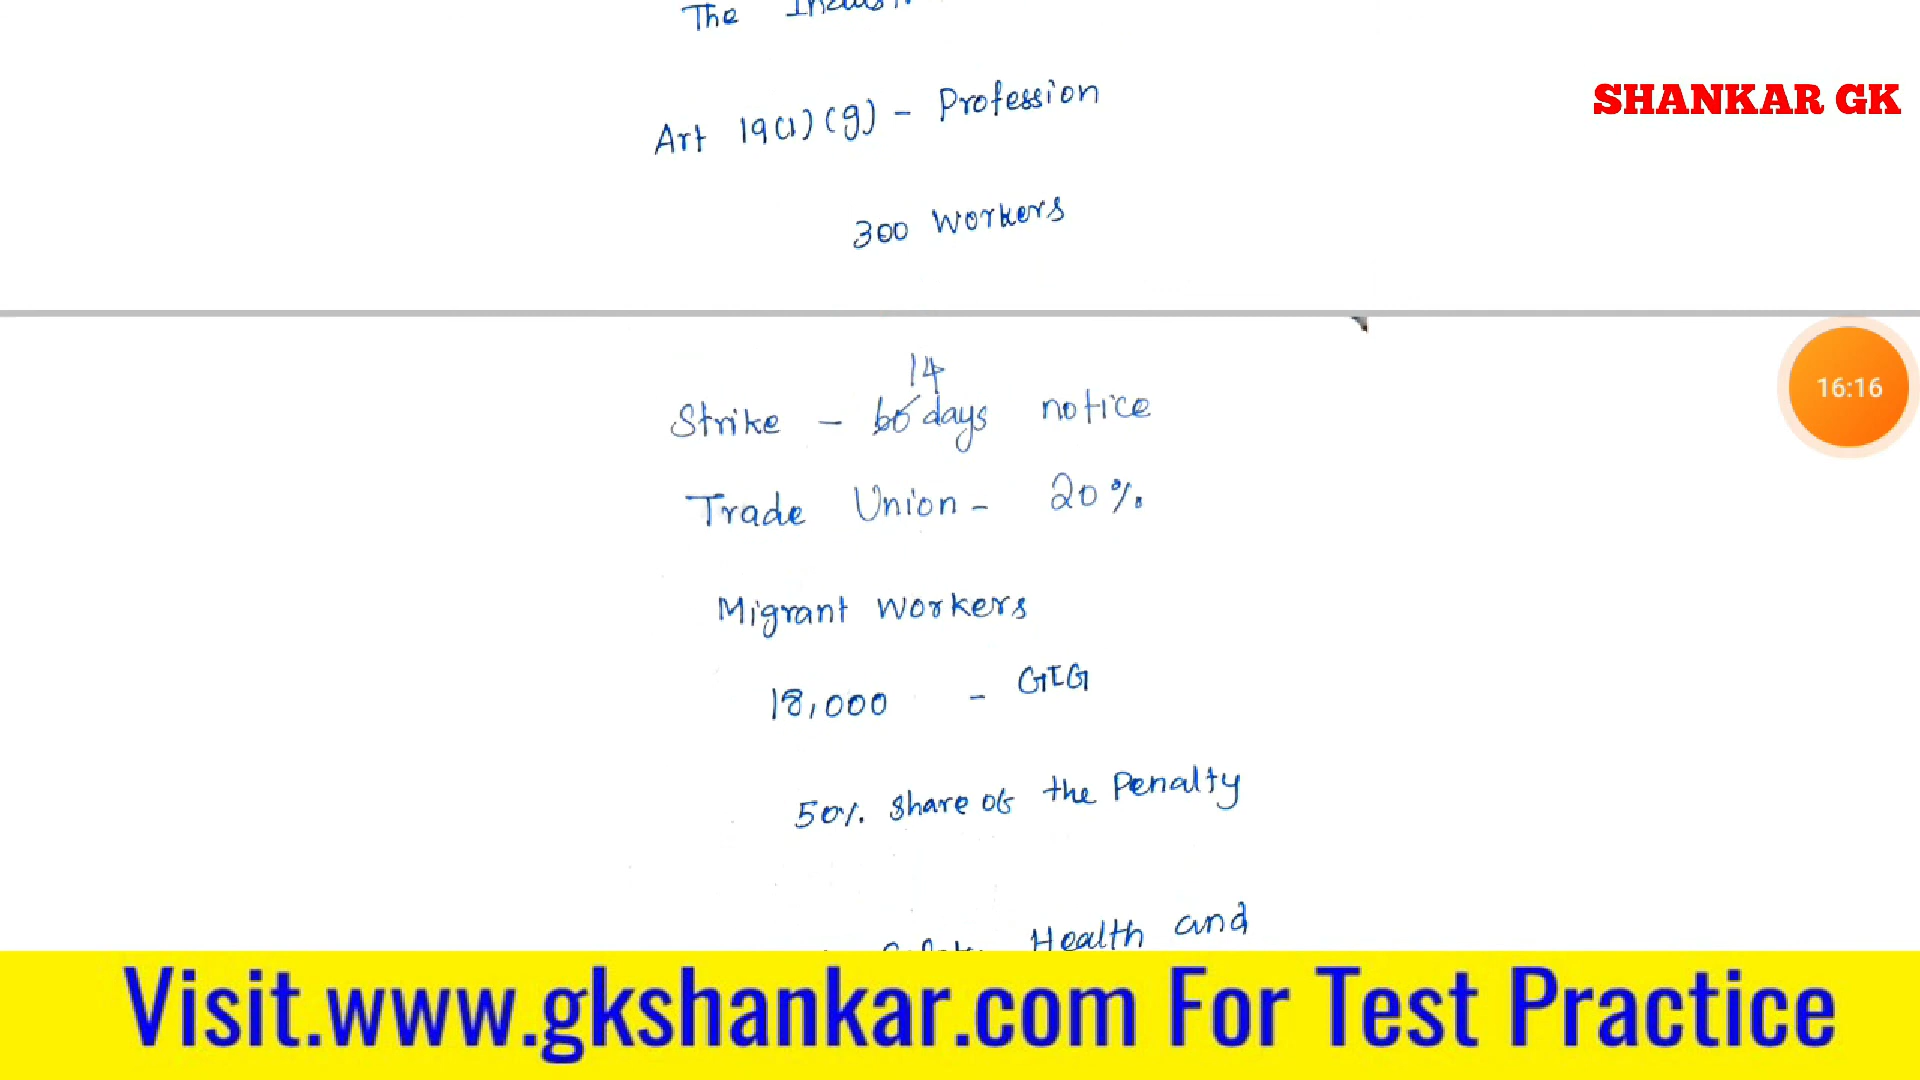 The
Art 19(1)(g) - Profession
300 Workers
SHANKAR GK
14
Strike - 60 days notice
16:16
Trade Union - 20%
Migrant workers
18,000 - GIG
50% share of the Penalty
Health and
Visit.www.gkshankar.com For Test Practice